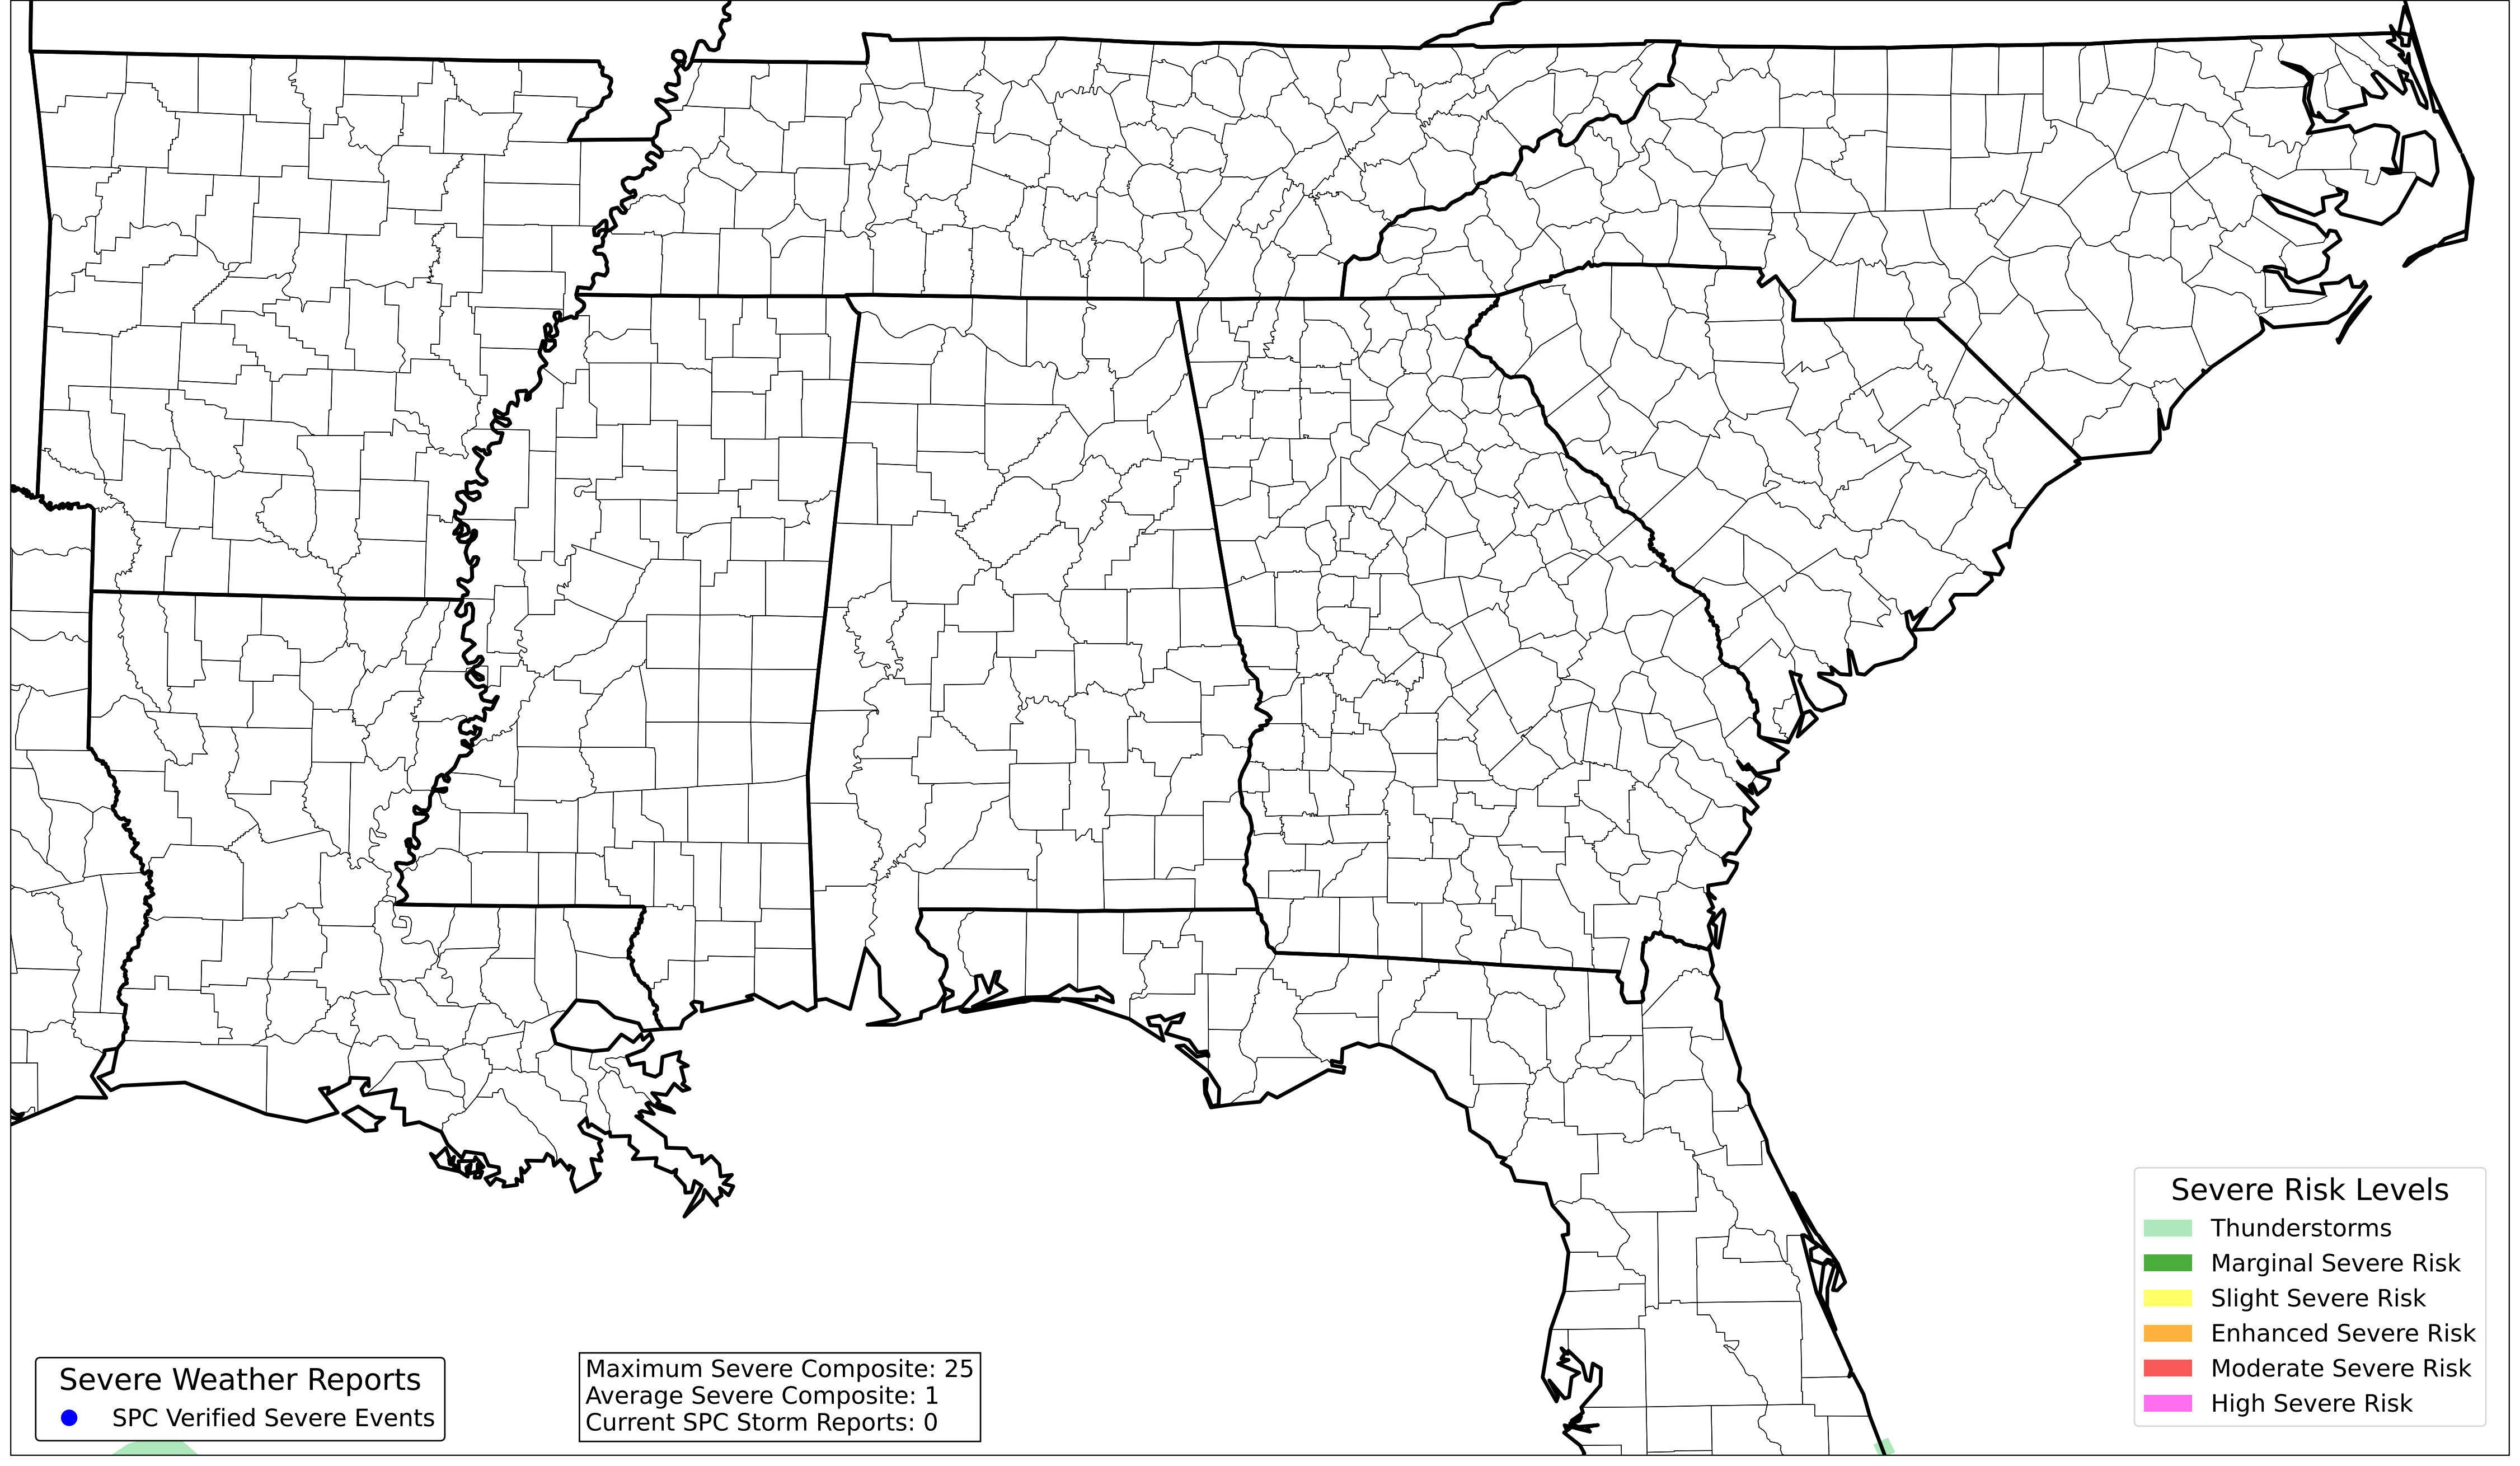 Severe Risk Levels
Thunderstorms
Marginal Severe Risk
Slight Severe Risk
Enhanced Severe Risk
Moderate Severe Risk
High Severe Risk
Severe Weather Reports
SPC Verified Severe Events
Maximum Severe Composite: 25
Average Severe Composite: 1
Current SPC Storm Reports: 0